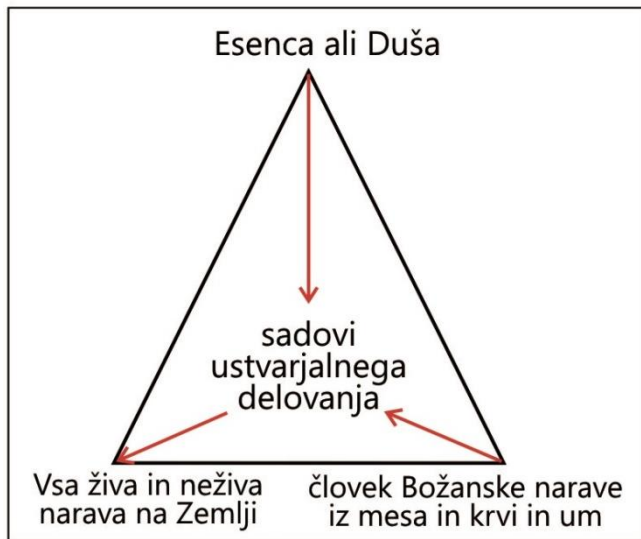 Esenca ali Duša
sadovi
ustvarjalnega
delovanja
Vsa živa in neživa
narava na Zemlji
človek Božanske narave
iz mesa in krvi in um